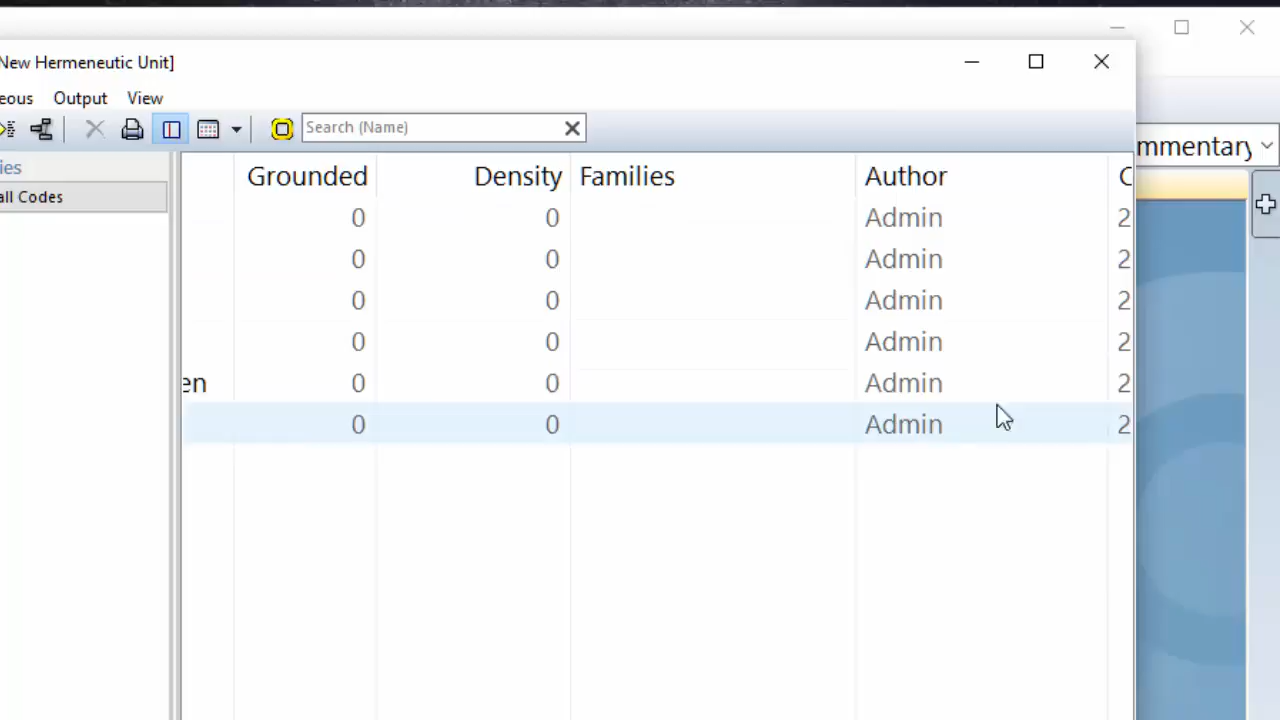 New Hermeneutic Unit]
eous Output View
Search (Name)
ies
all Codes
mmentary
Grounded Density Families Author C
0 0 Admin 2
0 0 Admin 2
0 0 Admin 2
0 0 Admin 2
en 0 0 Admin 2
0 0 Admin 2